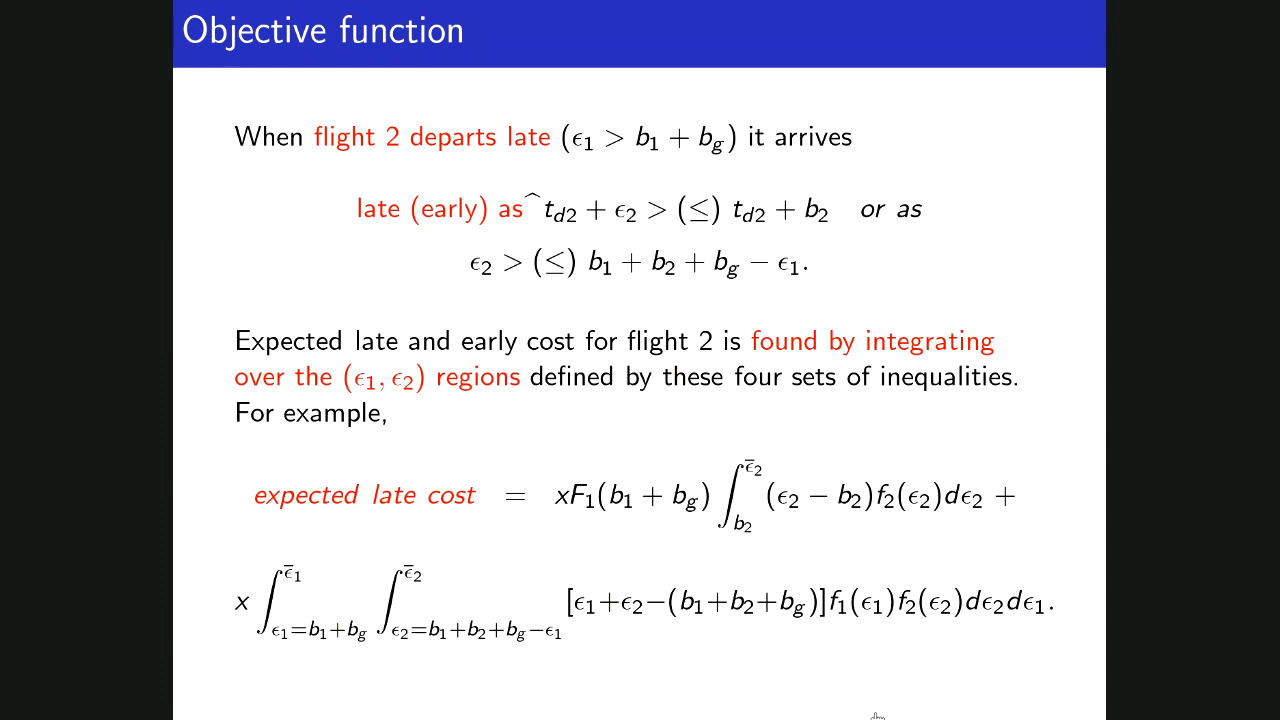 Objective function
When flight 2 departs late (ϵ₁ > b₁ + b_g) it arrives
late (early) as ̂t_{d2} + ϵ₂ > (≤) t_{d2} + b₂ or as
ϵ₂ > (≤) b₁ + b₂ + b_g − ϵ₁.
Expected late and early cost for flight 2 is found by integrating
over the (ϵ₁, ϵ₂) regions defined by these four sets of inequalities.
For example,
expected late cost = xF₁(b₁ + b_g) ∫_{b₂}^{ϵ̅₂} (ϵ₂ − b₂)f₂(ϵ₂)dϵ₂ +
x ∫_{ϵ₁=b₁+b_g}^{ϵ̅₁} ∫_{ϵ₂=b₁+b₂+b_g−ϵ₁}^{ϵ̅₂} [ϵ₁+ϵ₂−(b₁+b₂+b_g)]f₁(ϵ₁)f₂(ϵ₂)dϵ₂dϵ₁.